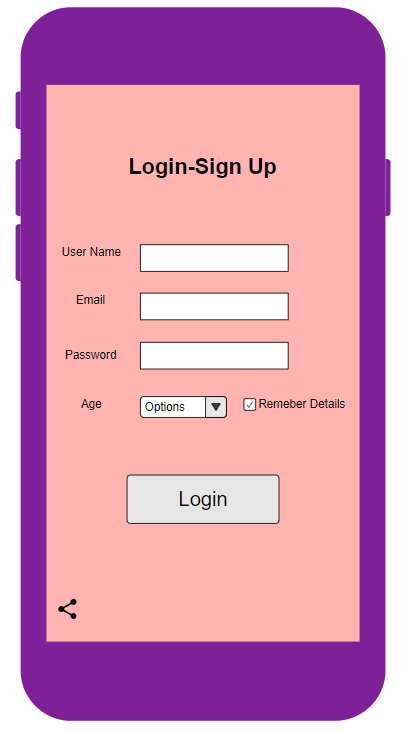 Login-Sign Up
User Name
Email
Password
Age Options Remeber Details
Login